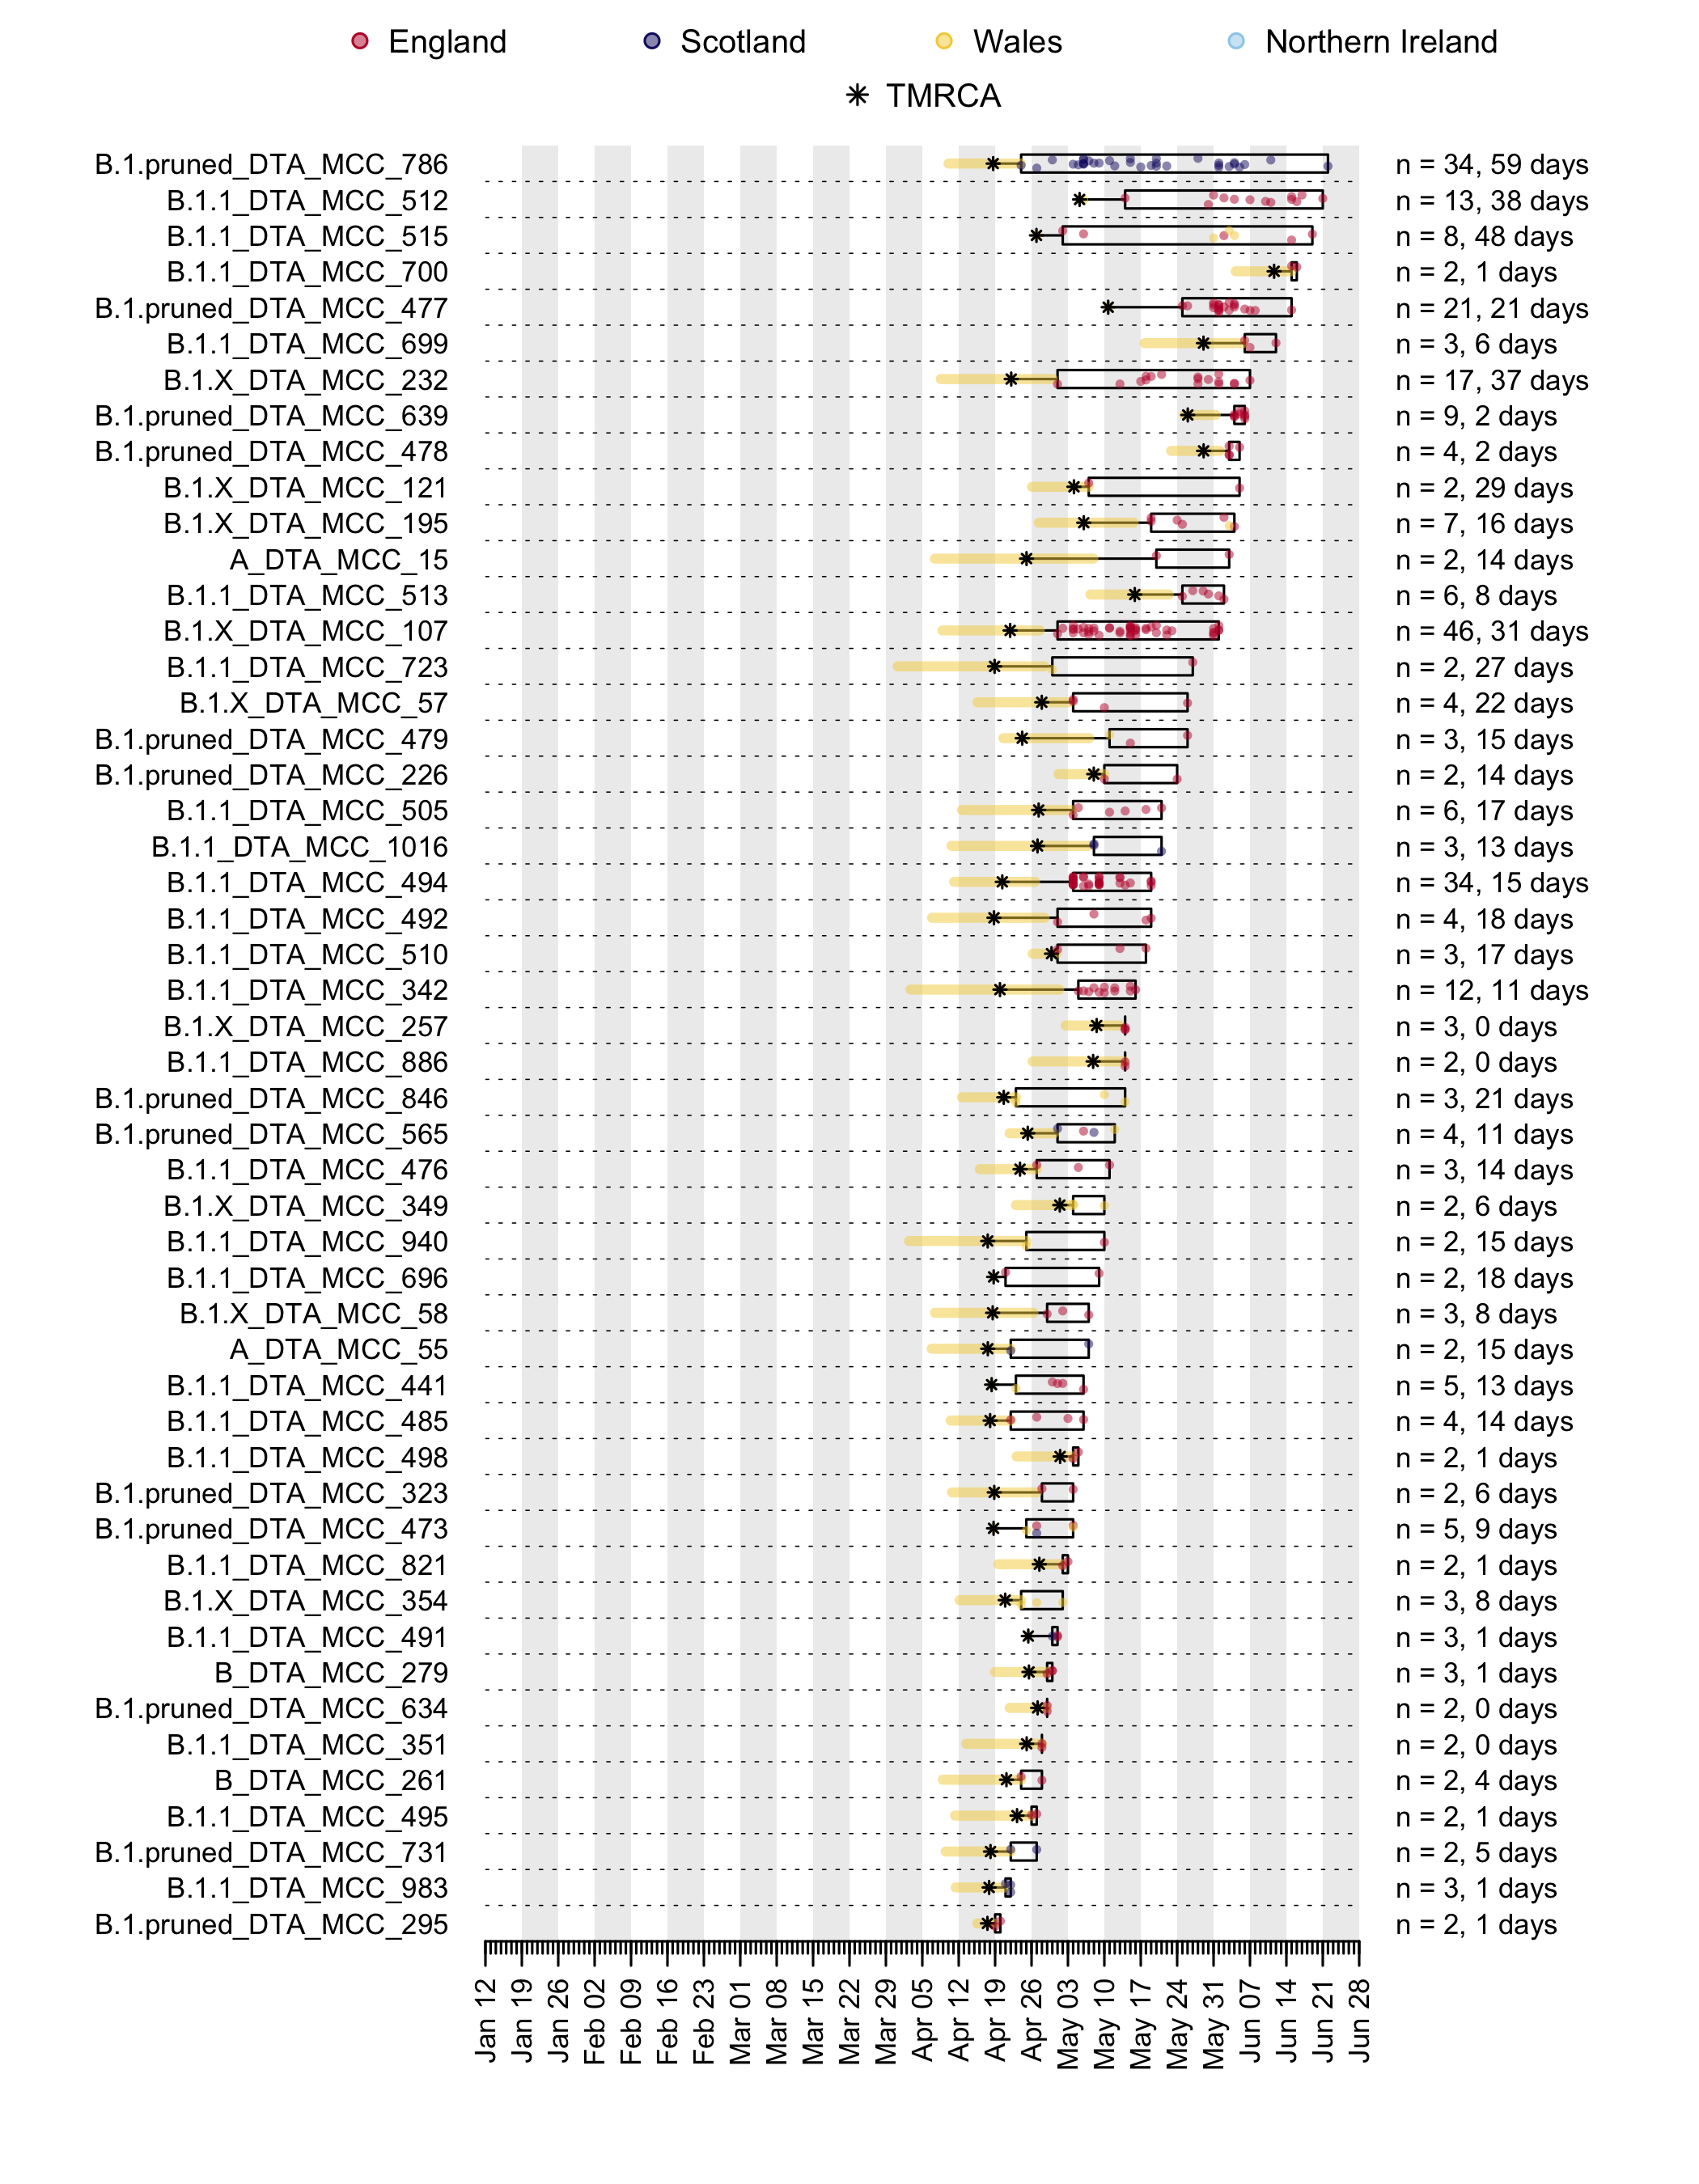 England Scotland Wales Northern Ireland
TMRCA
B.1.pruned_DTA_MCC_786 n = 34, 59 days
B.1.1_DTA_MCC_512 n = 13, 38 days
B.1.1_DTA_MCC_515 n = 8, 48 days
B.1.1_DTA_MCC_700 n = 2, 1 days
B.1.pruned_DTA_MCC_477 n = 21, 21 days
B.1.1_DTA_MCC_699 n = 3, 6 days
B.1.X_DTA_MCC_232 n = 17, 37 days
B.1.pruned_DTA_MCC_639 n = 9, 2 days
B.1.pruned_DTA_MCC_478 n = 4, 2 days
B.1.X_DTA_MCC_121 n = 2, 29 days
B.1.X_DTA_MCC_195 n = 7, 16 days
A_DTA_MCC_15 n = 2, 14 days
B.1.1_DTA_MCC_513 n = 6, 8 days
B.1.X_DTA_MCC_107 n = 46, 31 days
B.1.1_DTA_MCC_723 n = 2, 27 days
B.1.X_DTA_MCC_57 n = 4, 22 days
B.1.pruned_DTA_MCC_479 n = 3, 15 days
B.1.pruned_DTA_MCC_226 n = 2, 14 days
B.1.1_DTA_MCC_505 n = 6, 17 days
B.1.1_DTA_MCC_1016 n = 3, 13 days
B.1.1_DTA_MCC_494 n = 34, 15 days
B.1.1_DTA_MCC_492 n = 4, 18 days
B.1.1_DTA_MCC_510 n = 3, 17 days
B.1.1_DTA_MCC_342 n = 12, 11 days
B.1.X_DTA_MCC_257 n = 3, 0 days
B.1.1_DTA_MCC_886 n = 2, 0 days
B.1.pruned_DTA_MCC_846 n = 3, 21 days
B.1.pruned_DTA_MCC_565 n = 4, 11 days
B.1.1_DTA_MCC_476 n = 3, 14 days
B.1.X_DTA_MCC_349 n = 2, 6 days
B.1.1_DTA_MCC_940 n = 2, 15 days
B.1.1_DTA_MCC_696 n = 2, 18 days
B.1.X_DTA_MCC_58 n = 3, 8 days
A_DTA_MCC_55 n = 2, 15 days
B.1.1_DTA_MCC_441 n = 5, 13 days
B.1.1_DTA_MCC_485 n = 4, 14 days
B.1.1_DTA_MCC_498 n = 2, 1 days
B.1.pruned_DTA_MCC_323 n = 2, 6 days
B.1.pruned_DTA_MCC_473 n = 5, 9 days
B.1.1_DTA_MCC_821 n = 2, 1 days
B.1.X_DTA_MCC_354 n = 3, 8 days
B.1.1_DTA_MCC_491 n = 3, 1 days
B_DTA_MCC_279 n = 3, 1 days
B.1.pruned_DTA_MCC_634 n = 2, 0 days
B.1.1_DTA_MCC_351 n = 2, 0 days
B_DTA_MCC_261 n = 2, 4 days
B.1.1_DTA_MCC_495 n = 2, 1 days
B.1.pruned_DTA_MCC_731 n = 2, 5 days
B.1.1_DTA_MCC_983 n = 3, 1 days
B.1.pruned_DTA_MCC_295 n = 2, 1 days
Jan 12 Jan 19 Jan 26 Feb 02 Feb 09 Feb 16 Feb 23 Mar 01 Mar 08 Mar 15 Mar 22 Mar 29 Apr 05 Apr 12 Apr 19 Apr 26 May 03 May 10 May 17 May 24 May 31 Jun 07 Jun 14 Jun 21 Jun 28